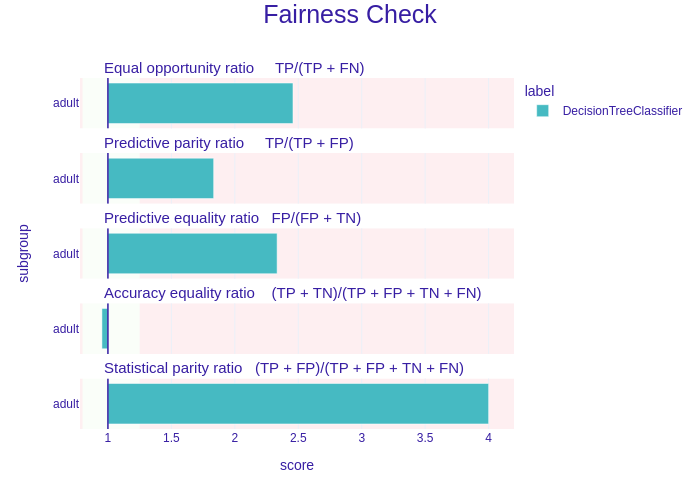 Fairness Check
Equal opportunity ratio     TP/(TP + FN)
adult
label
DecisionTreeClassifier
Predictive parity ratio     TP/(TP + FP)
adult
Predictive equality ratio   FP/(FP + TN)
adult
subgroup
Accuracy equality ratio    (TP + TN)/(TP + FP + TN + FN)
adult
Statistical parity ratio   (TP + FP)/(TP + FP + TN + FN)
adult
1 1.5 2 2.5 3 3.5 4
score